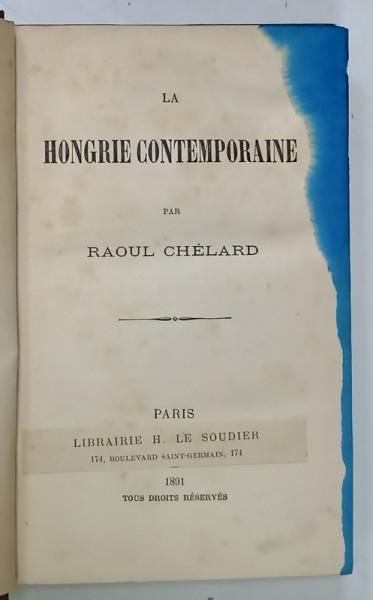 LA
HONGRIE CONTEMPORAINE
PAR
RAOUL CHÉLARD
PARIS
LIBRAIRIE H. LE SOUDIER
174, BOULEVARD SAINT-GERMAIN, 174
1891
TOUS DROITS RÉSERVÉS